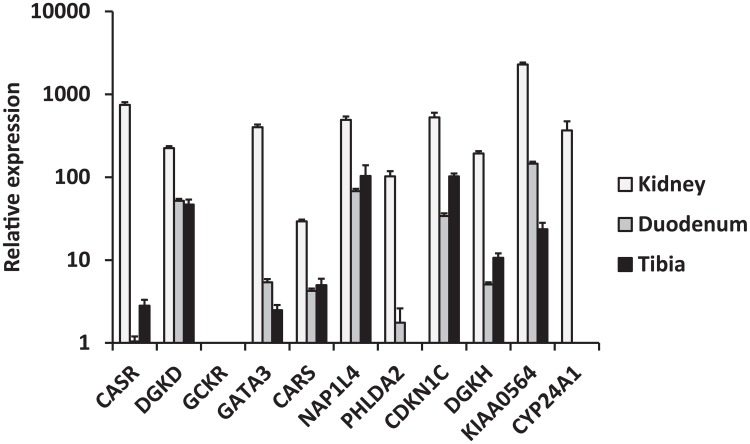 10000
1000
100
10
1
Relative expression
CASR
DGKD
GCKR
GATA3
CARS
NAP1L4
PHLDA2
CDKN1C
DGKH
KIAA0564
CYP24A1
Kidney
Duodenum
Tibia